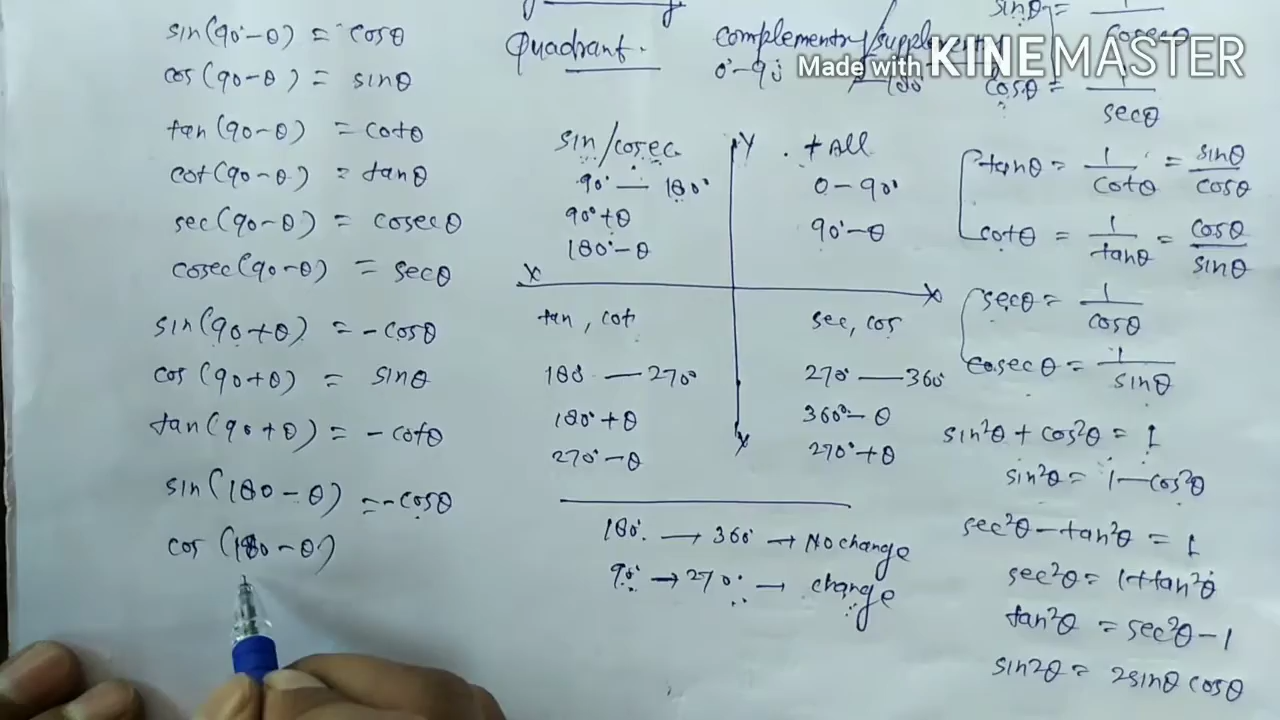 sin(90°-θ) = cosθ
cos(90-θ) = sinθ
tan(90-θ) = cotθ
cot(90-θ) = tanθ
sec(90-θ) = cosecθ
cosec(90-θ) = secθ
sin(90+θ) = -cosθ
cos(90+θ) = sinθ
tan(90+θ) = -cotθ
sin(180-θ) = -cosθ
cos(180-θ)
Quadrant.
complementry/supplementry
0°-90
-180°
Made with KINEMASTER
sin/cosec
90° — 180°
90°+θ
180°-θ
Y
+ All
0-90°
90°-θ
X
X
tan, cot
180 — 270°
180°+θ
270°-θ
sec, cos
270° — 360°
360°-θ
270°+θ
Y
180° → 360° → No change
90° → 270° → change
sinθ = 1/cosecθ
cosθ = 1/secθ
tanθ = 1/cotθ = sinθ/cosθ
cotθ = 1/tanθ = cosθ/sinθ
secθ = 1/cosθ
cosecθ = 1/sinθ
sin²θ + cos²θ = 1
sin²θ = 1-cos²θ
sec²θ-tan²θ = 1
sec²θ = 1+tan²θ
tan²θ = sec²θ-1
sin2θ = 2sinθ cosθ